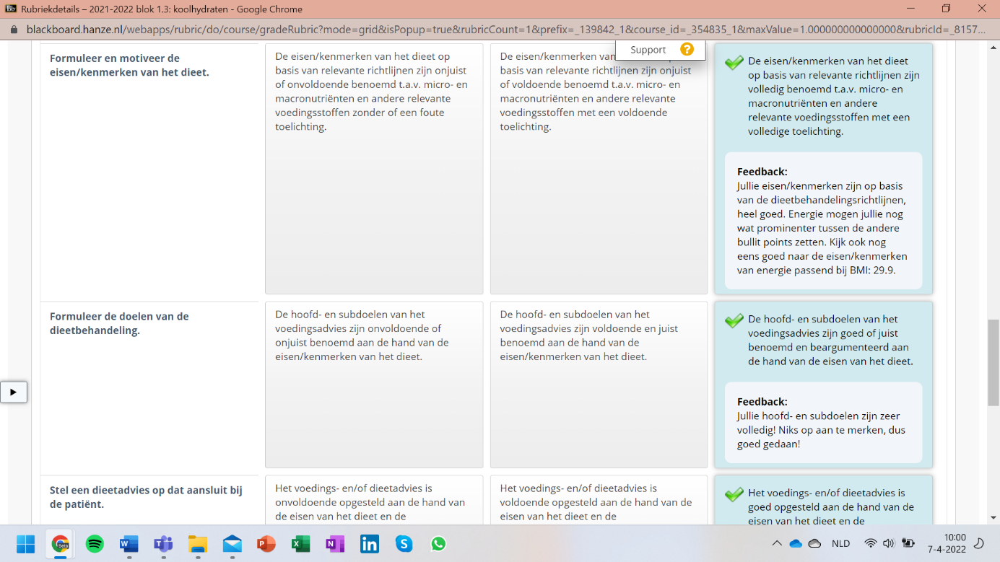 Rubriekdetails – 2021-2022 blok 1.3: koolhydraten - Google Chrome
blackboard.hanze.nl/webapps/rubric/do/course/gradeRubric?mode=grid&isPopup=true&rubricCount=1&prefix=_139842_1&course_id=_354835_1&maxValue=1.000000000000000&rubricId=_8157...
Support
Formuleer en motiveer de
eisen/kenmerken van het dieet.
De eisen/kenmerken van het dieet op
basis van relevante richtlijnen zijn onjuist
of onvoldoende benoemd t.a.v. micro- en
macronutriënten en andere relevante
voedingsstoffen zonder of een foute
toelichting.
De eisen/kenmerken van
basis van relevante richtlijnen zijn onjuist
of voldoende benoemd t.a.v. micro- en
macronutriënten en andere relevante
voedingsstoffen met een voldoende
toelichting.
De eisen/kenmerken van het dieet
op basis van relevante richtlijnen zijn
volledig benoemd t.a.v. micro- en
macronutriënten en andere
relevante voedingsstoffen met een
volledige toelichting.
Feedback:
Jullie eisen/kenmerken zijn op basis
van de dieetbehandelingsrichtlijnen,
heel goed. Energie mogen jullie nog
wat prominenter tussen de andere
bullit points zetten. Kijk ook nog
eens goed naar de eisen/kenmerken
van energie passend bij BMI: 29.9.
Formuleer de doelen van de
dieetbehandeling.
De hoofd- en subdoelen van het
voedingsadvies zijn onvoldoende of
onjuist benoemd aan de hand van de
eisen/kenmerken van het dieet.
De hoofd- en subdoelen van het
voedingsadvies zijn voldoende en juist
benoemd aan de hand van de
eisen/kenmerken van het dieet.
De hoofd- en subdoelen van het
voedingsadvies zijn goed of juist
benoemd en beargumenteerd aan
de hand van de eisen van het dieet.
Feedback:
Jullie hoofd- en subdoelen zijn zeer
volledig! Niks op aan te merken, dus
goed gedaan!
Stel een dieetadvies op dat aansluit bij
de patiënt.
Het voedings- en/of dieetadvies is
onvoldoende opgesteld aan de hand van
de eisen van het dieet en de
Het voedings- en/of dieetadvies is
voldoende opgesteld aan de hand van de
eisen van het dieet en de
Het voedings- en/of dieetadvies is
goed opgesteld aan de hand van de
eisen van het dieet en de
NLD
10:00
7-4-2022